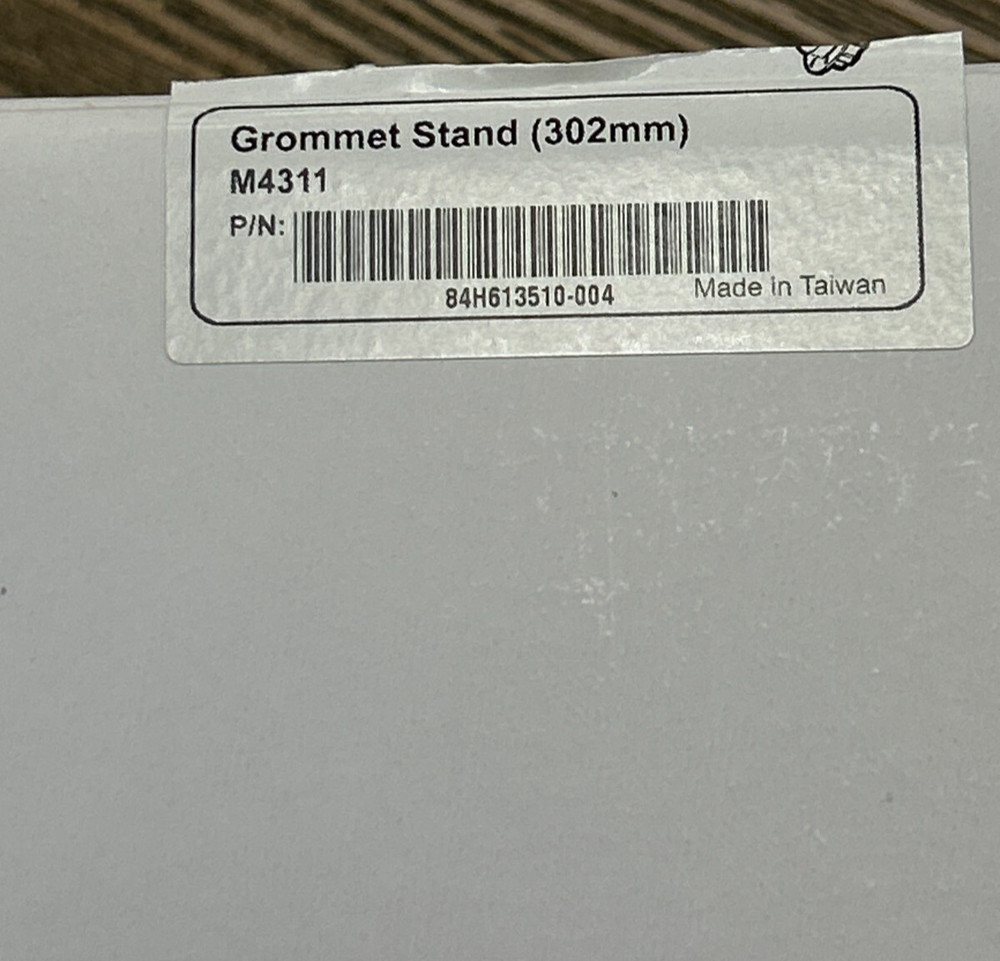 Grommet Stand (302mm)
M4311
P/N:
84H613510-004
Made in Taiwan